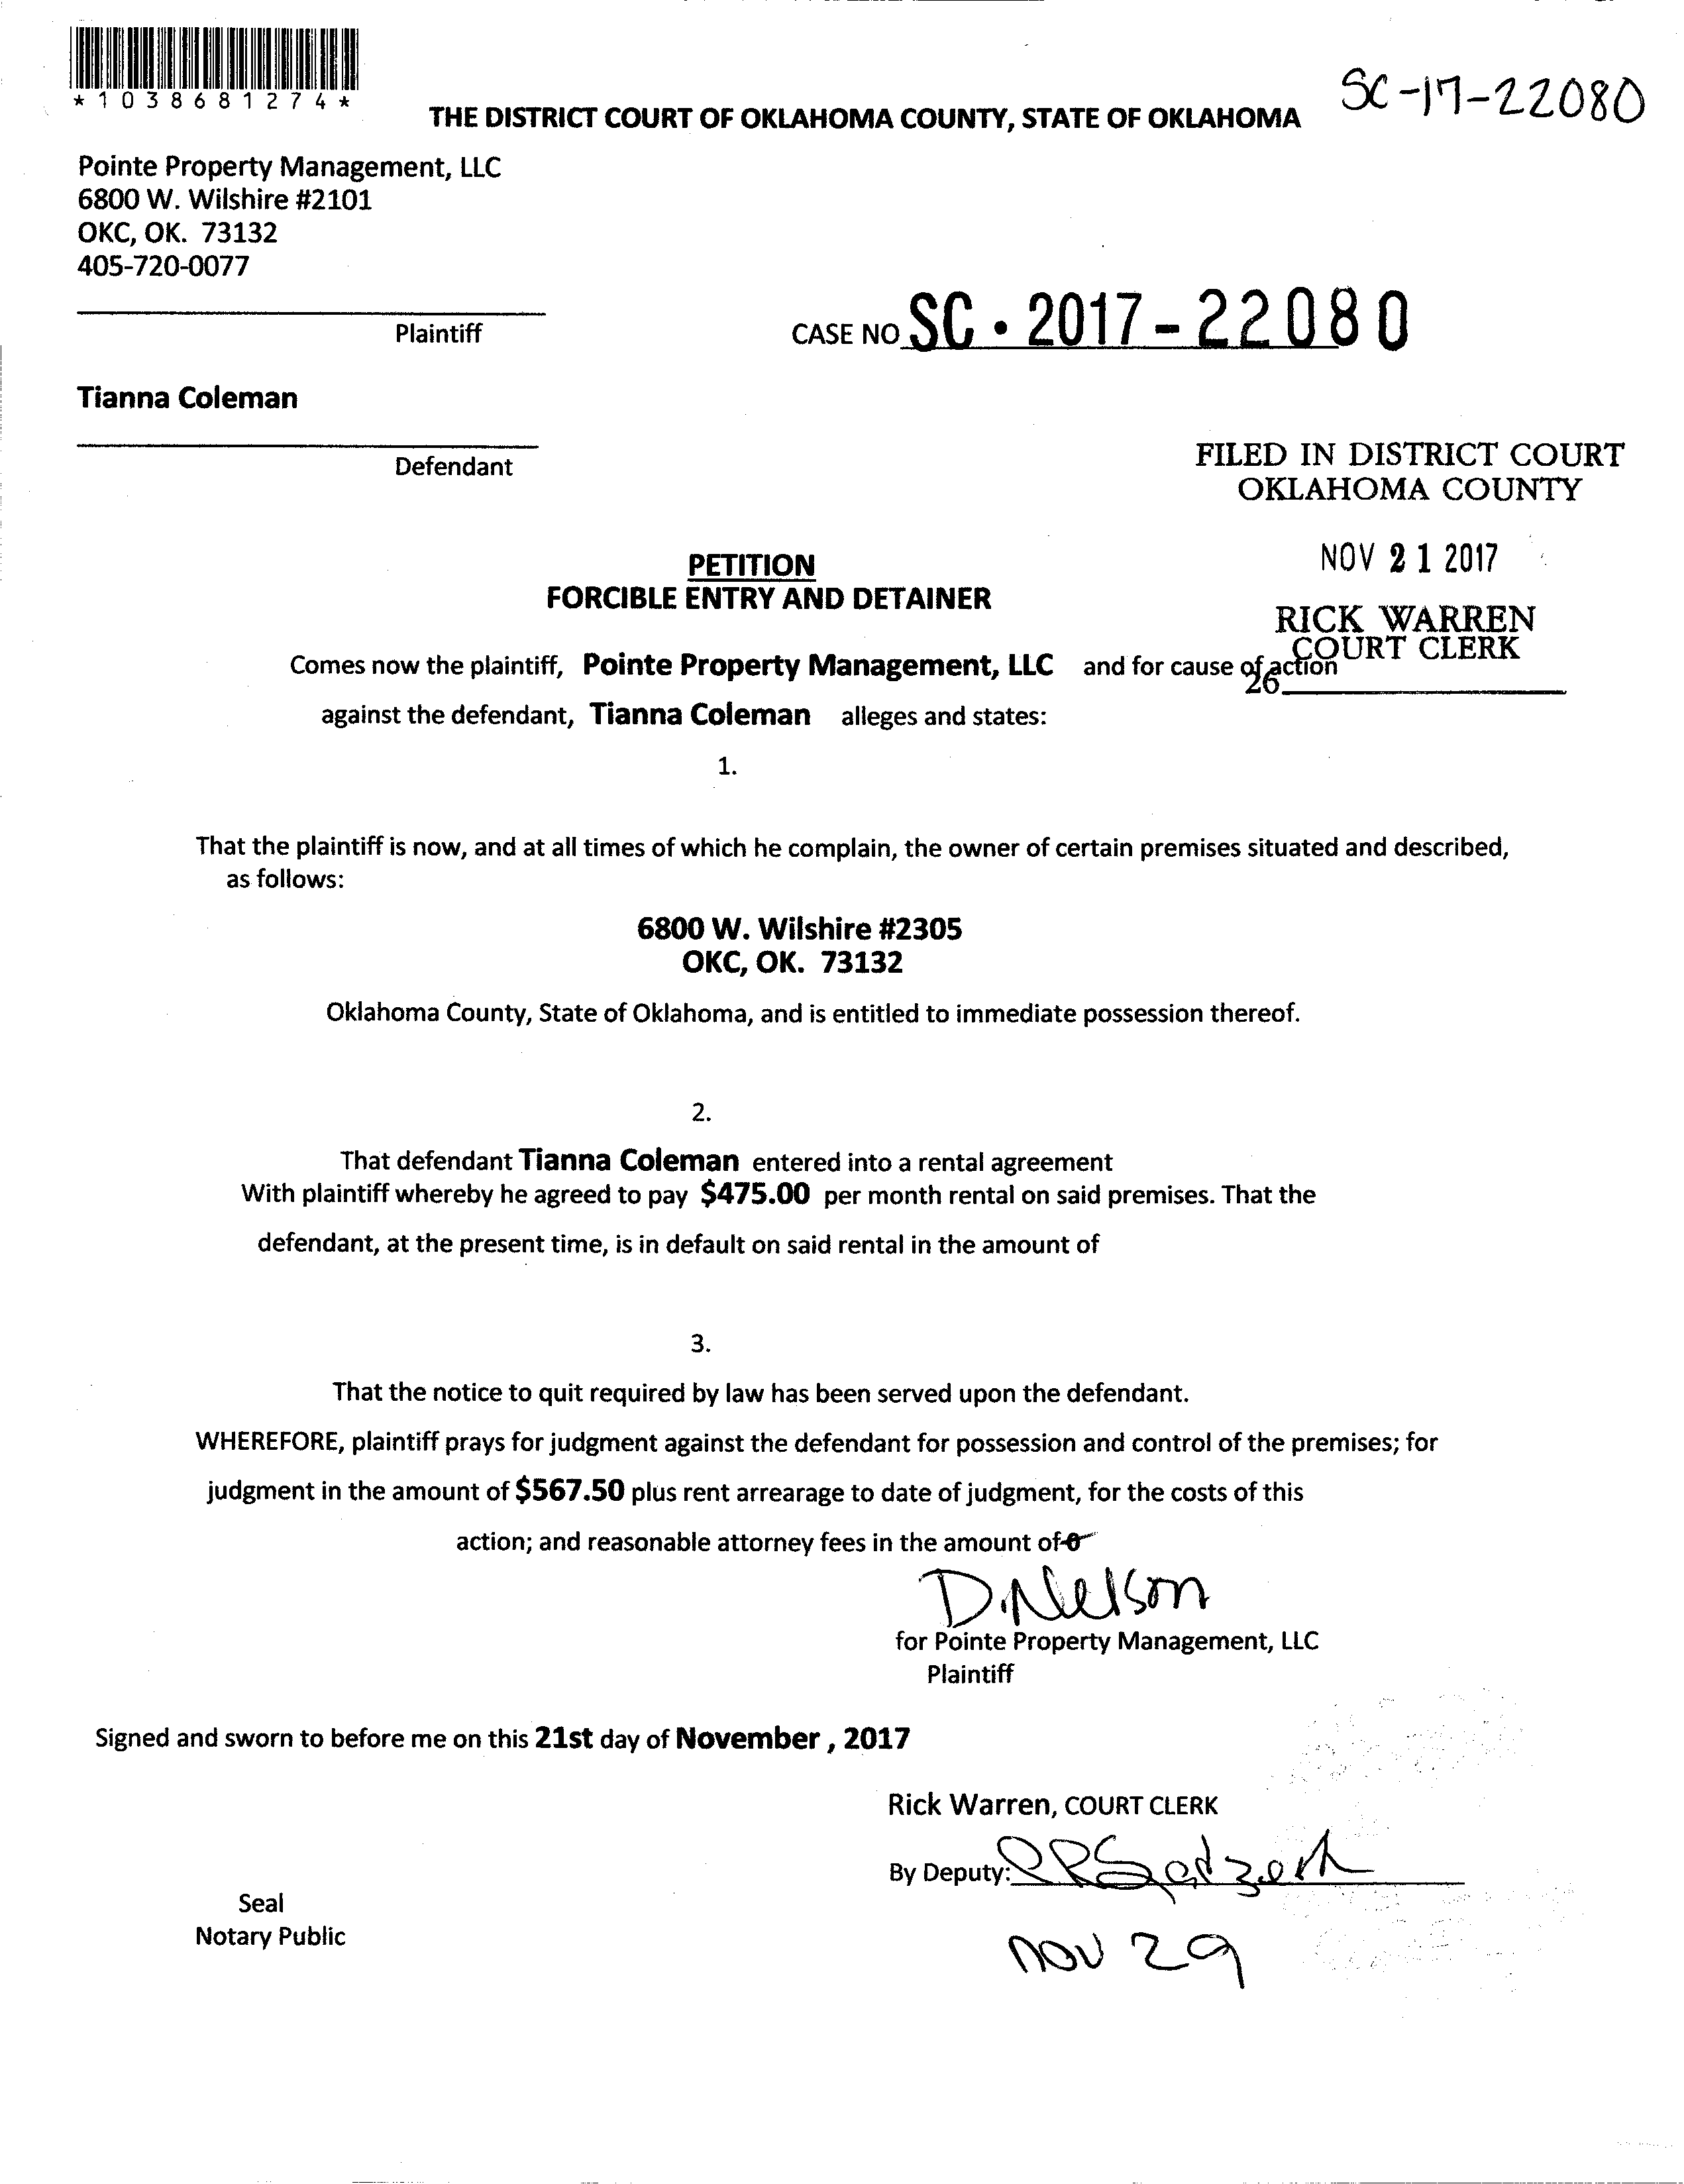 *1038681274*
SC-17-22080
THE DISTRICT COURT OF OKLAHOMA COUNTY, STATE OF OKLAHOMA
Pointe Property Management, LLC
6800 W. Wilshire #2101
OKC, OK. 73132
405-720-0077
Plaintiff
CASE NO SC · 2017 - 22080
Tianna Coleman
Defendant
FILED IN DISTRICT COURT
OKLAHOMA COUNTY
NOV 21 2017
PETITION
FORCIBLE ENTRY AND DETAINER
RICK WARREN
COURT CLERK
26
Comes now the plaintiff, Pointe Property Management, LLC and for cause of action
against the defendant, Tianna Coleman alleges and states:
1.
That the plaintiff is now, and at all times of which he complain, the owner of certain premises situated and described,
as follows:
6800 W. Wilshire #2305
OKC, OK. 73132
Oklahoma County, State of Oklahoma, and is entitled to immediate possession thereof.
2.
That defendant Tianna Coleman entered into a rental agreement
With plaintiff whereby he agreed to pay $475.00 per month rental on said premises. That the
defendant, at the present time, is in default on said rental in the amount of
3.
That the notice to quit required by law has been served upon the defendant.
WHEREFORE, plaintiff prays for judgment against the defendant for possession and control of the premises; for
judgment in the amount of $567.50 plus rent arrearage to date of judgment, for the costs of this
action; and reasonable attorney fees in the amount of -0-
D. Nelson
for Pointe Property Management, LLC
Plaintiff
Signed and sworn to before me on this 21st day of November , 2017
Rick Warren, COURT CLERK
By Deputy:
Seal
Notary Public
NOV 29